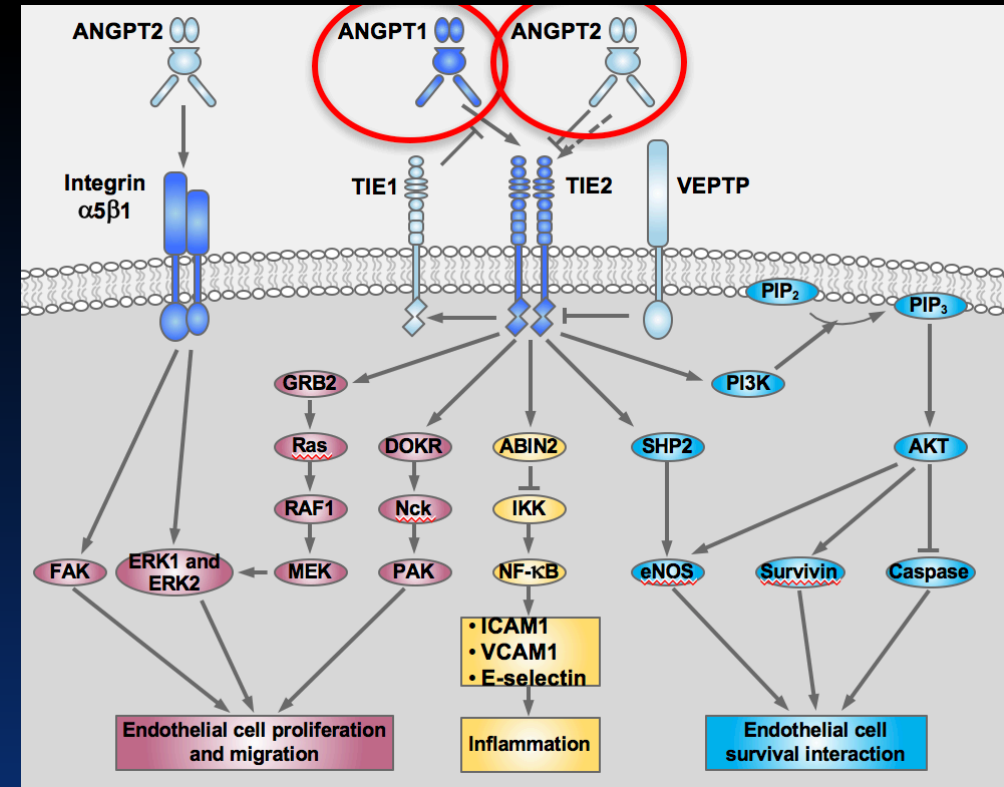 ANGPT2
ANGPT1
ANGPT2
Integrin
α5β1
TIE1
TIE2
VEPTP
PIP₂
PIP₃
GRB2
PI3K
Ras
DOKR
ABIN2
SHP2
AKT
RAF1
Nck
IKK
FAK
ERK1 and
ERK2
MEK
PAK
NF-κB
eNOS
Survivin
Caspase
• ICAM1
• VCAM1
• E-selectin
Endothelial cell proliferation
and migration
Inflammation
Endothelial cell
survival interaction